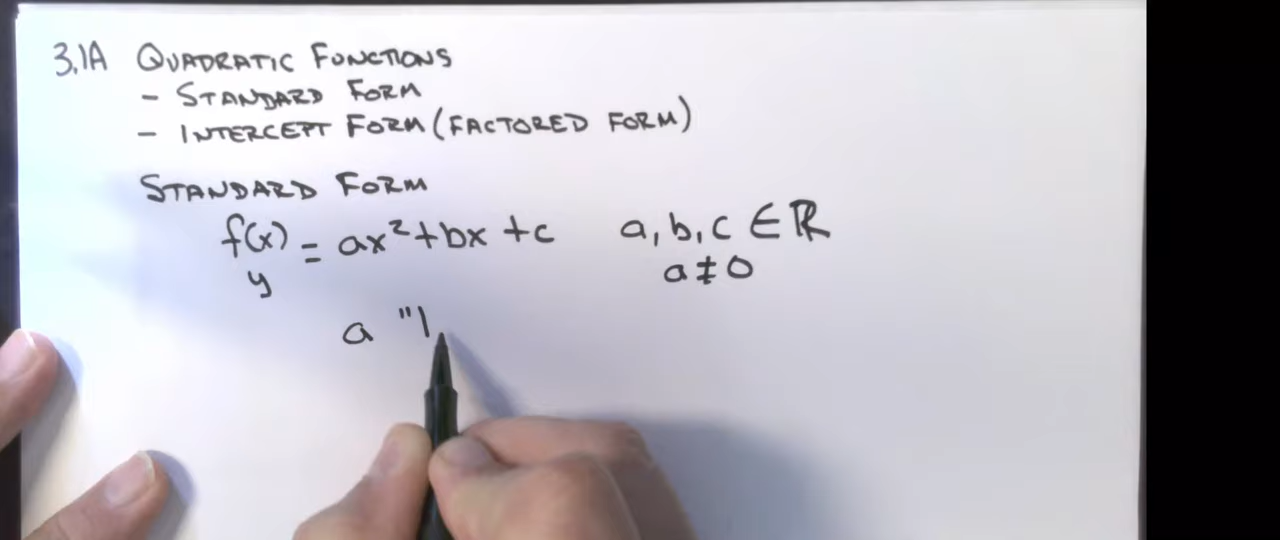 3.1A QUADRATIC FUNCTIONS
- STANDARD FORM
- INTERCEPT FORM (FACTORED FORM)
STANDARD FORM
f(x) = ax²+bx+c a, b, c ∈ ℝ
y a≠0
a "l